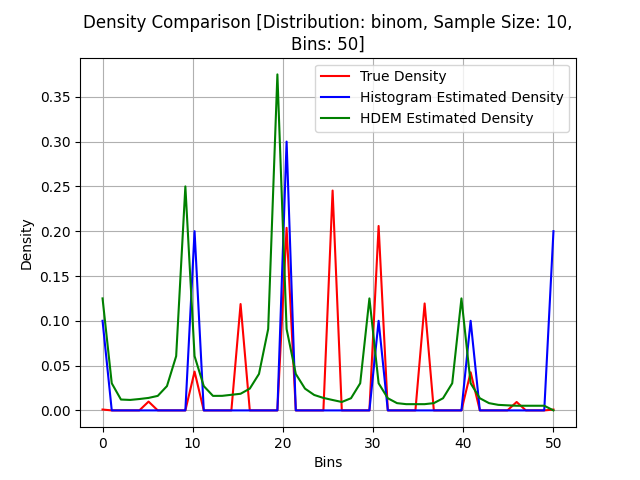 Density Comparison [Distribution: binom, Sample Size: 10,
Bins: 50]
True Density
Histogram Estimated Density
HDEM Estimated Density
Density
0.35
0.30
0.25
0.20
0.15
0.10
0.05
0.00
0 10 20 30 40 50
Bins